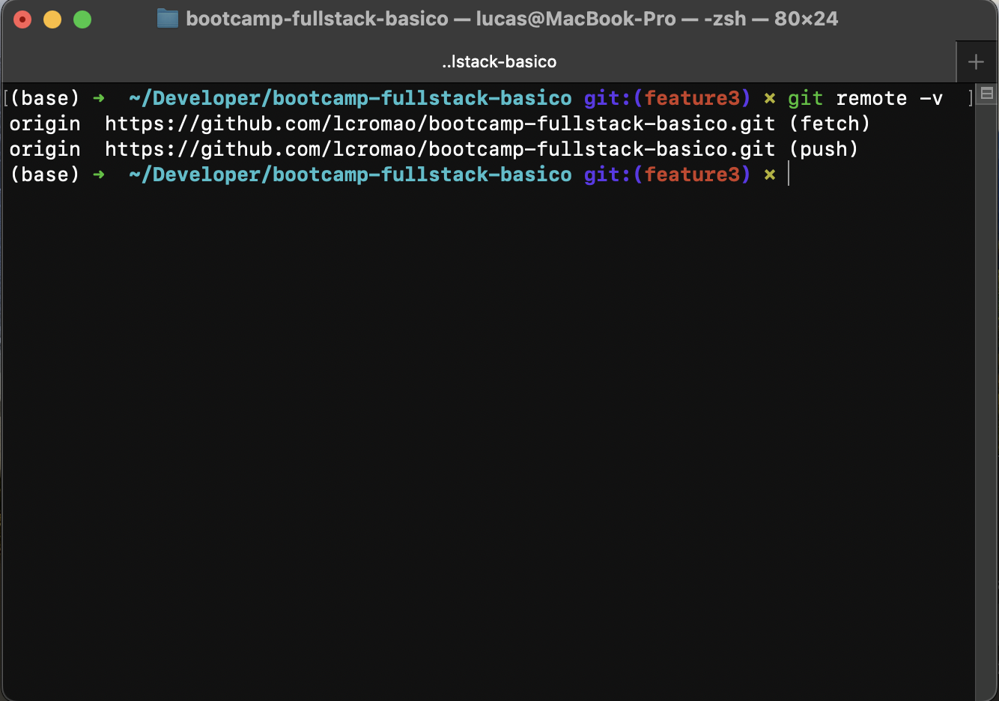 bootcamp-fullstack-basico — lucas@MacBook-Pro — -zsh — 80×24
..lstack-basico
[(base) ➜  ~/Developer/bootcamp-fullstack-basico git:(feature3) ✗ git remote -v ]
origin  https://github.com/lcromao/bootcamp-fullstack-basico.git (fetch)
origin  https://github.com/lcromao/bootcamp-fullstack-basico.git (push)
(base) ➜  ~/Developer/bootcamp-fullstack-basico git:(feature3) ✗